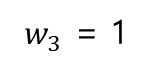 w₃ = 1